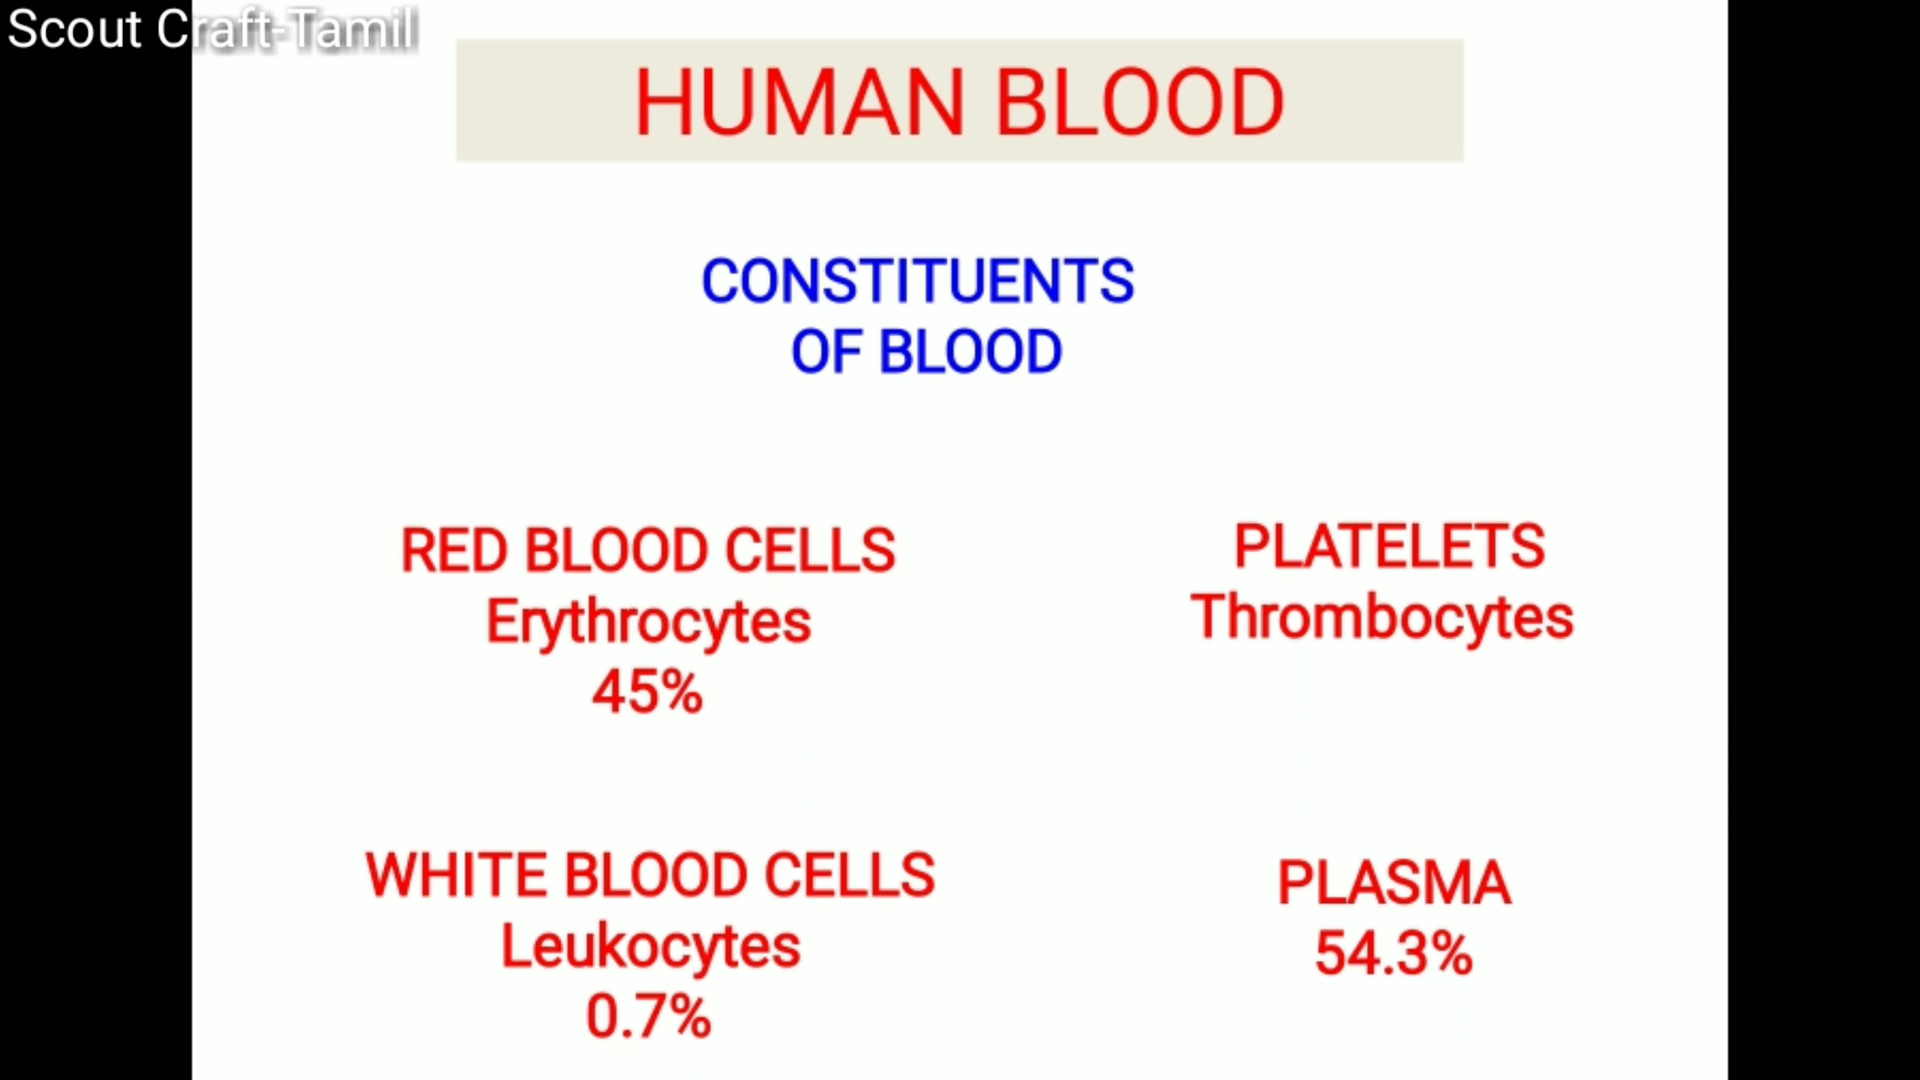 Scout Craft-Tamil
HUMAN BLOOD
CONSTITUENTS
OF BLOOD
RED BLOOD CELLS
Erythrocytes
45%
PLATELETS
Thrombocytes
WHITE BLOOD CELLS
Leukocytes
0.7%
PLASMA
54.3%